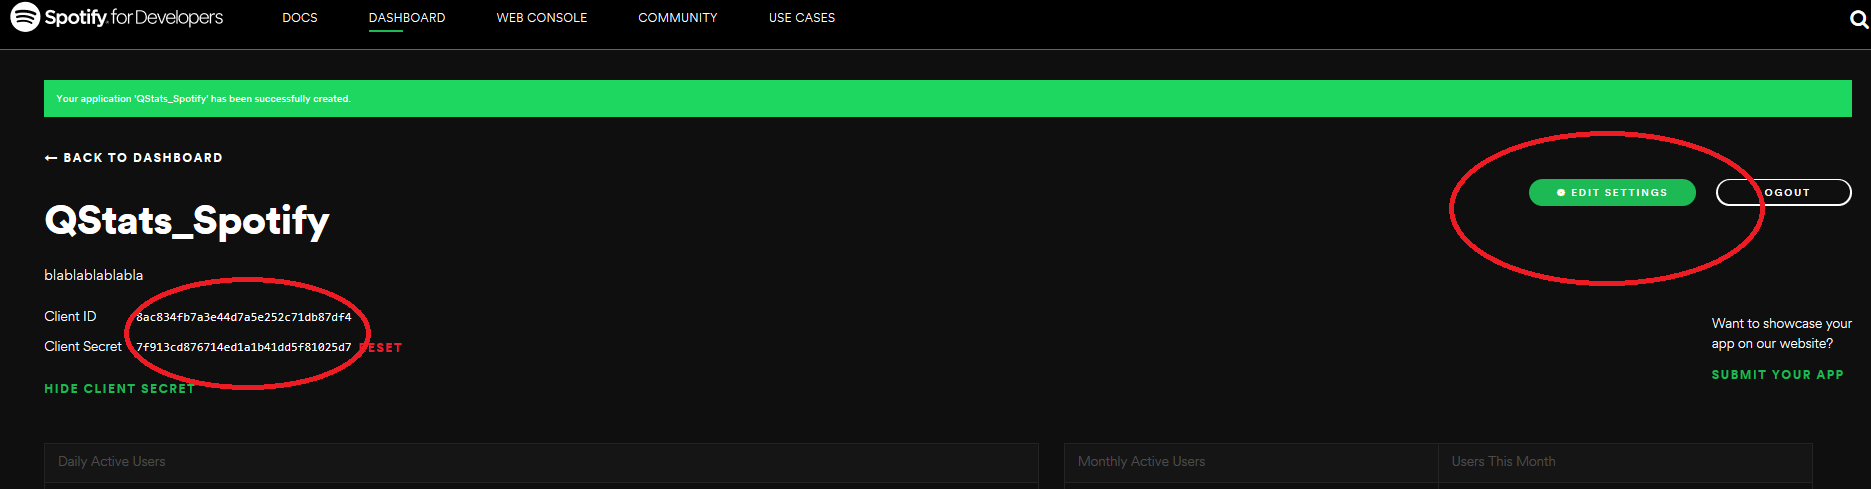 Spotify for Developers DOCS DASHBOARD WEB CONSOLE COMMUNITY USE CASES
Your application 'QStats_Spotify' has been successfully created.
← BACK TO DASHBOARD
EDIT SETTINGS OGOUT
QStats_Spotify
blablablablabla
Client ID 8ac834fb7a3e44d7a5e252c71db87df4
Client Secret 7f913cd876714ed1a1b41dd5f81025d7 RESET
HIDE CLIENT SECRET
Want to showcase your
app on our website?
SUBMIT YOUR APP
Daily Active Users Monthly Active Users Users This Month